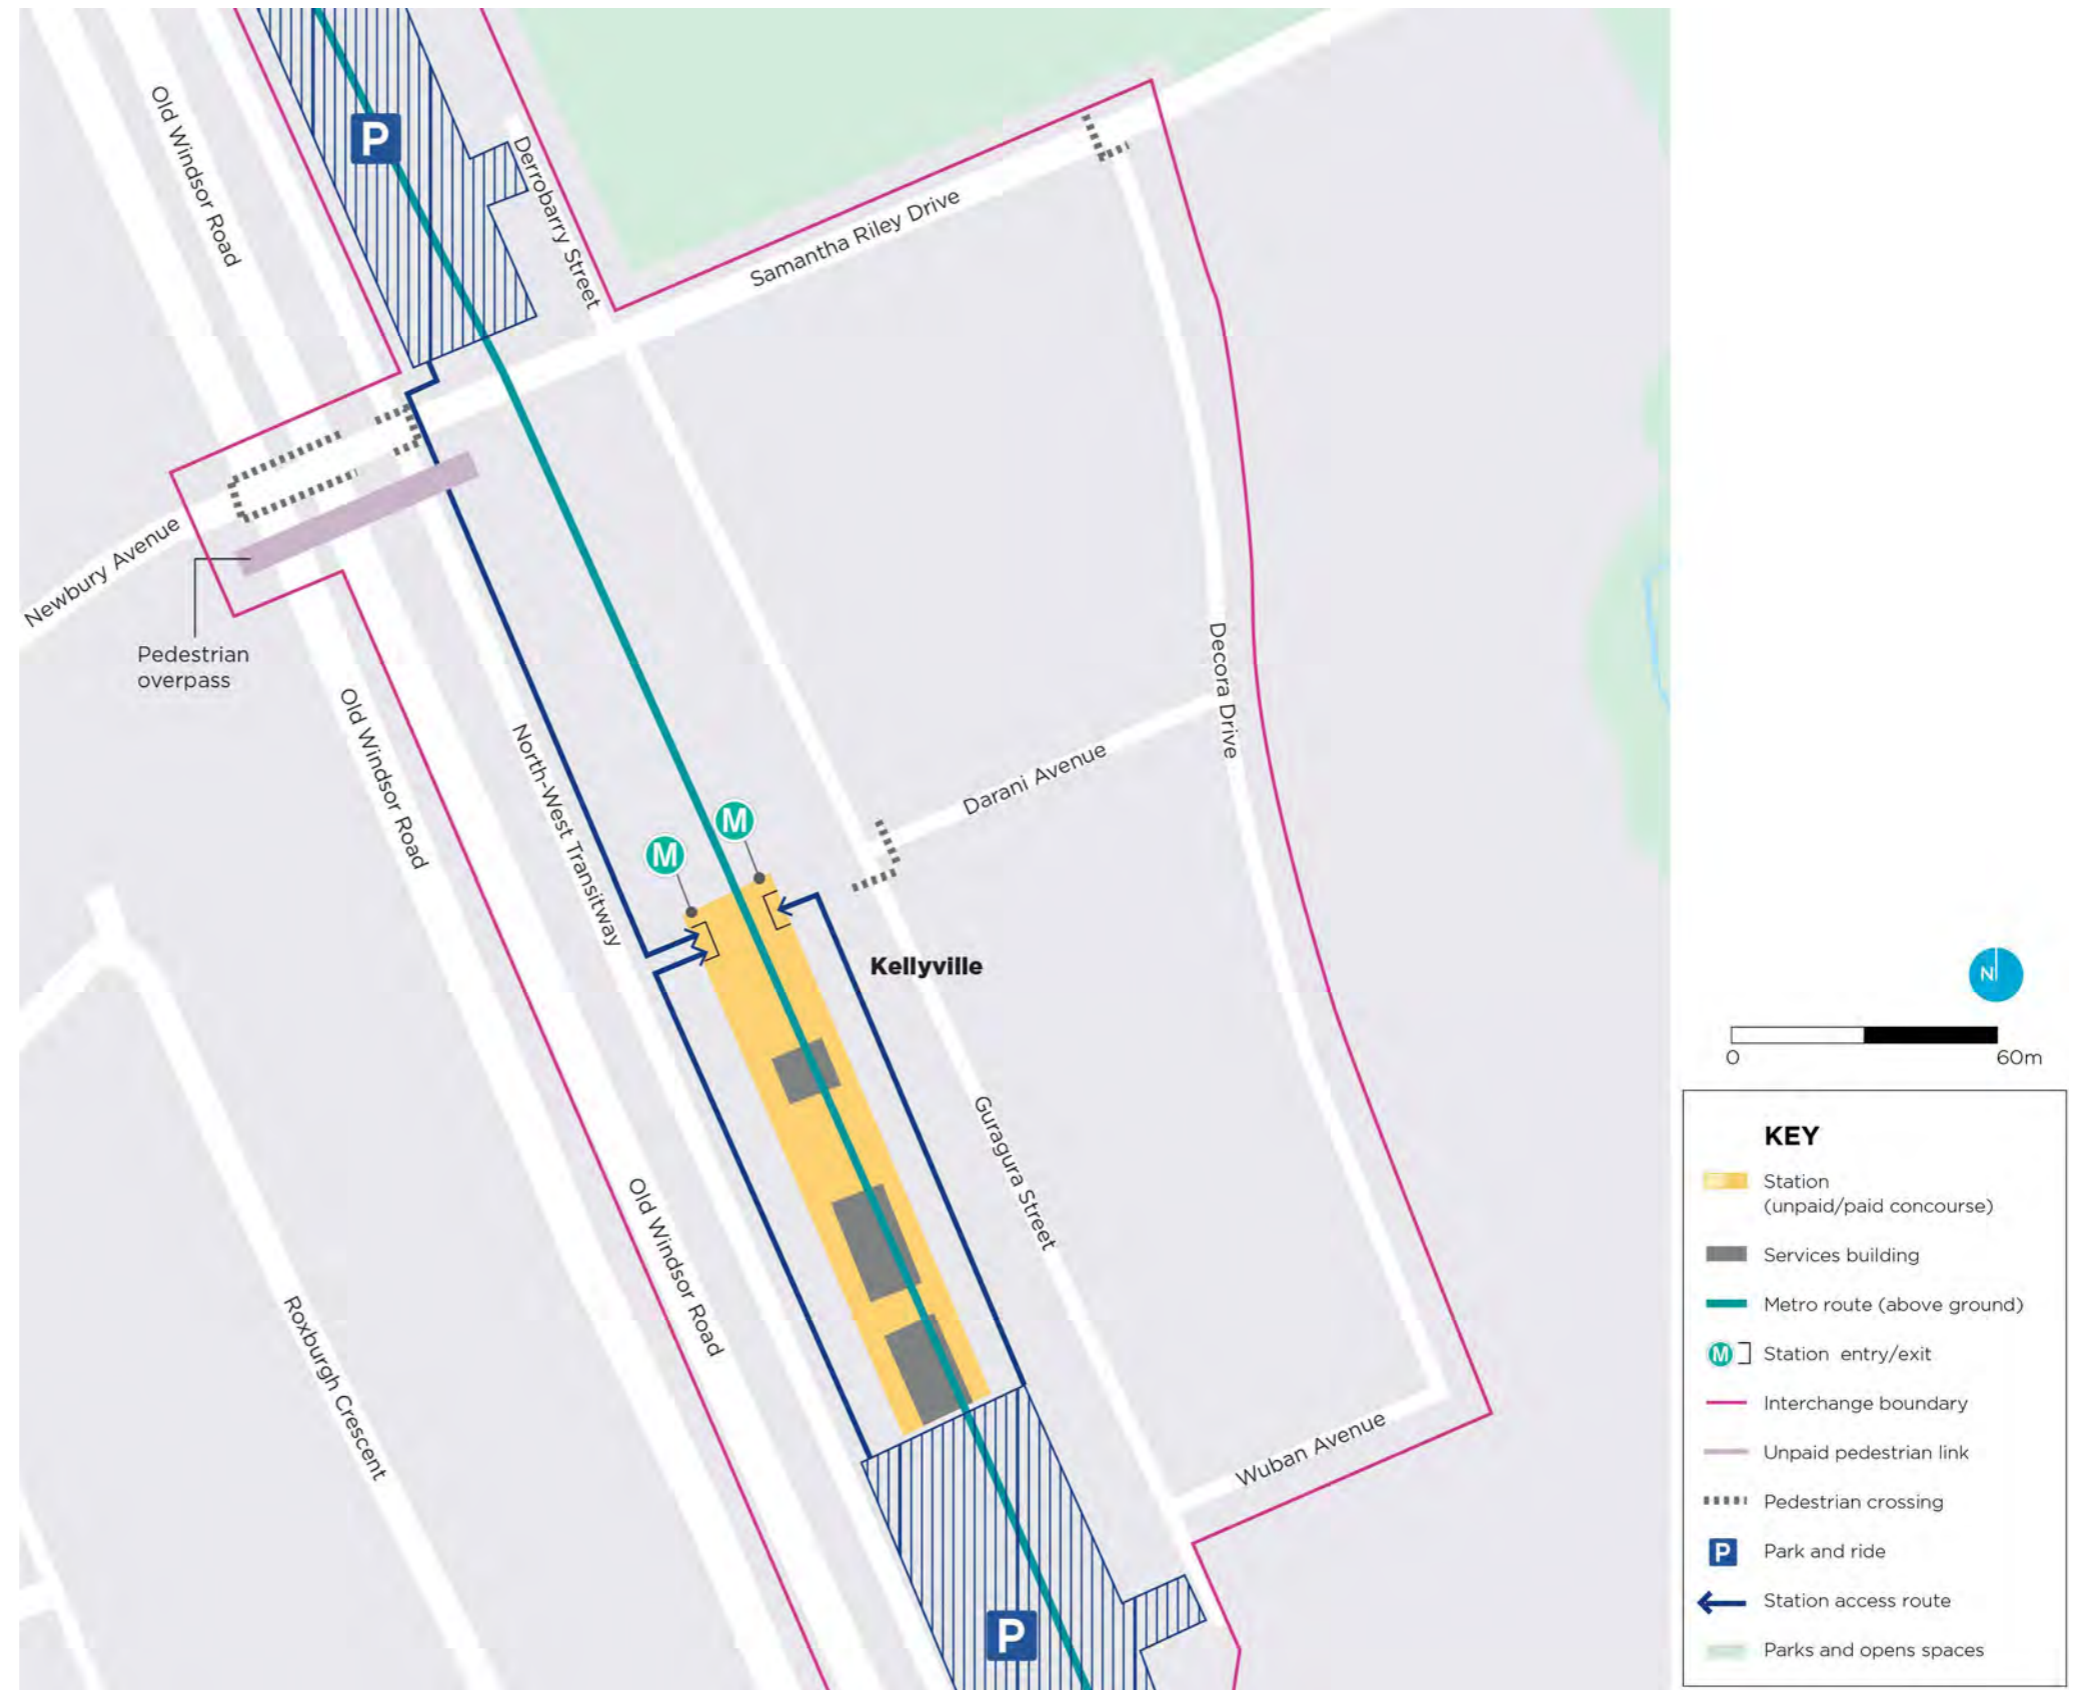 P
Old Windsor Road
Derrobarry Street
Samantha Riley Drive
Newbury Avenue
Pedestrian
overpass
Old Windsor Road
North-West Transitway
Decora Drive
Darani Avenue
M
M
Kellyville
Guragura Street
Old Windsor Road
Roxburgh Crescent
Wuban Avenue
P
N
0
60m
KEY
Station
(unpaid/paid concourse)
Services building
Metro route (above ground)
M
Station entry/exit
Interchange boundary
Unpaid pedestrian link
Pedestrian crossing
P
Park and ride
Station access route
Parks and opens spaces